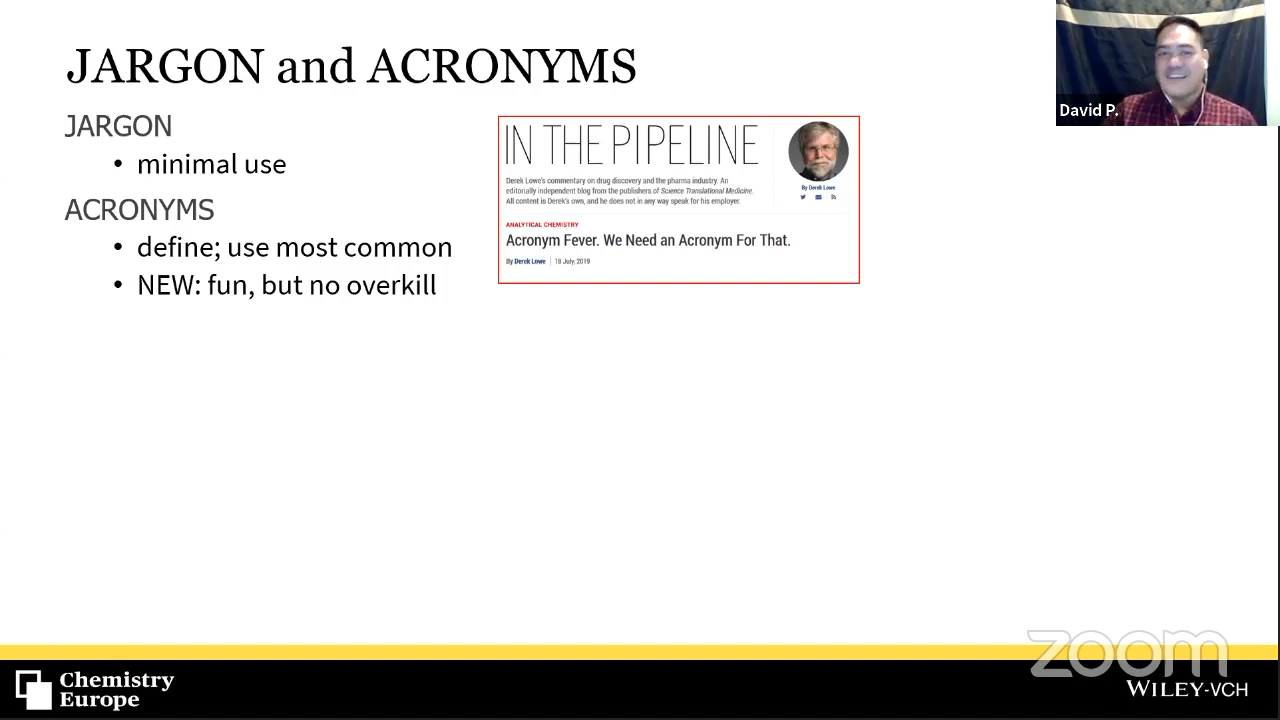 JARGON and ACRONYMS
JARGON
• minimal use
ACRONYMS
• define; use most common
• NEW: fun, but no overkill
IN THE PIPELINE
Derek Lowe's commentary on drug discovery and the pharma industry. An
editorially independent blog from the publishers of Science Translational Medicine.
All content is Derek's own, and he does not in any way speak for his employer.
By Derek Lowe
ANALYTICAL CHEMISTRY
Acronym Fever. We Need an Acronym For That.
By Derek Lowe | 18 July, 2019
David P.
zoom
Chemistry
Europe
WILEY-VCH